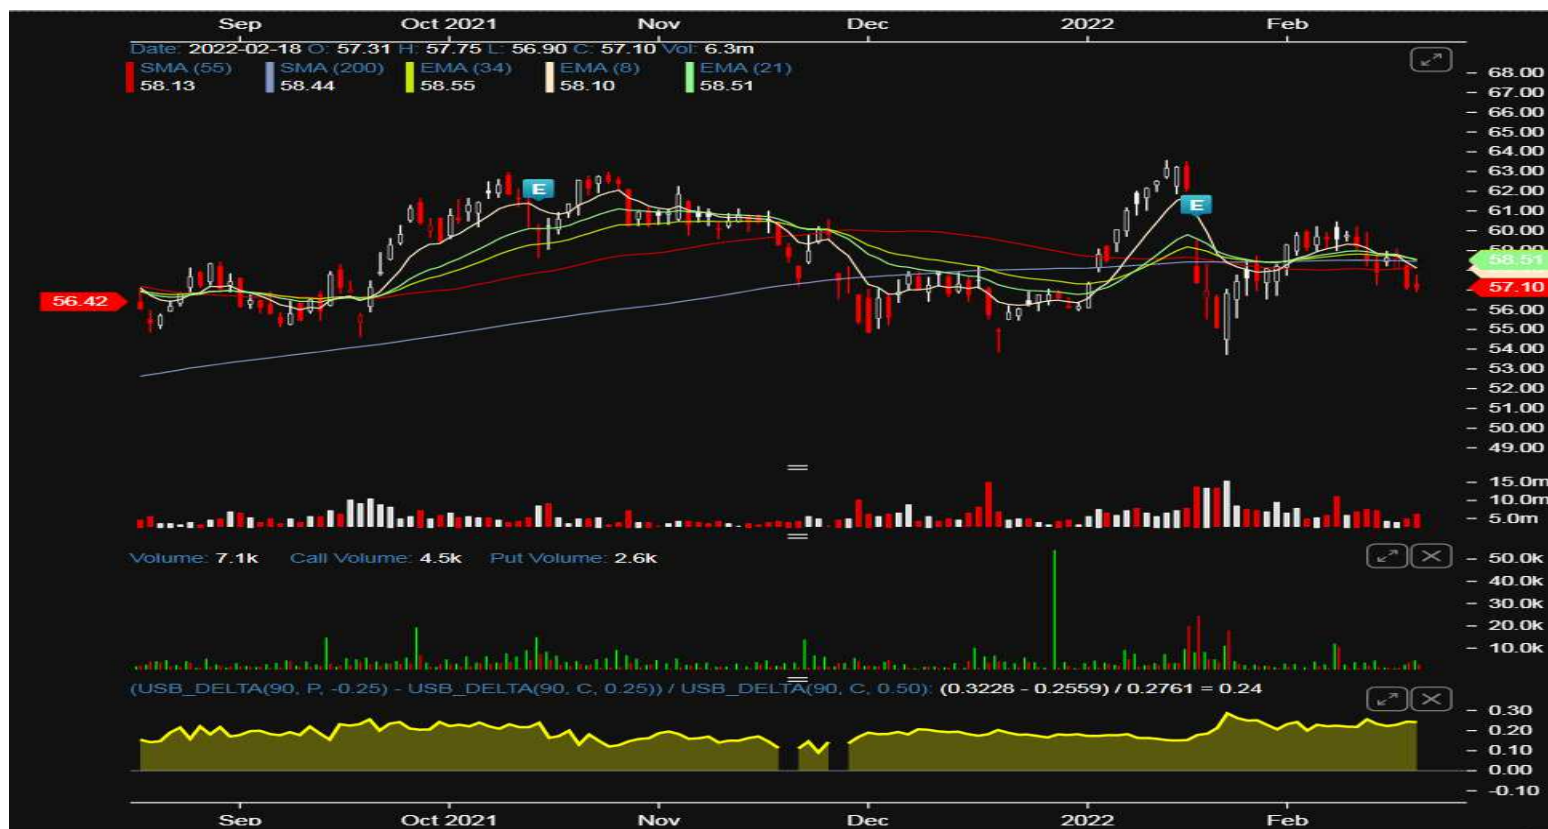 Sep Oct 2021 Nov Dec 2022 Feb
Date: 2022-02-18 O: 57.31 H: 57.75 L: 56.90 C: 57.10 Vol: 6.3m
SMA (55) SMA (200) EMA (34) EMA (8) EMA (21)
58.13 58.44 58.55 58.10 58.51
68.00
67.00
66.00
65.00
64.00
63.00
E 62.00
E 61.00
60.00
59.00
58.51
57.10
56.42
56.00
55.00
54.00
53.00
52.00
51.00
50.00
49.00
15.0m
10.0m
5.0m
Volume: 7.1k Call Volume: 4.5k Put Volume: 2.6k
50.0k
40.0k
30.0k
20.0k
10.0k
(USB_DELTA(90, P, -0.25) - USB_DELTA(90, C, 0.25)) / USB_DELTA(90, C, 0.50): (0.3228 - 0.2559) / 0.2761 = 0.24
0.30
0.20
0.10
0.00
-0.10
Sep Oct 2021 Nov Dec 2022 Feb